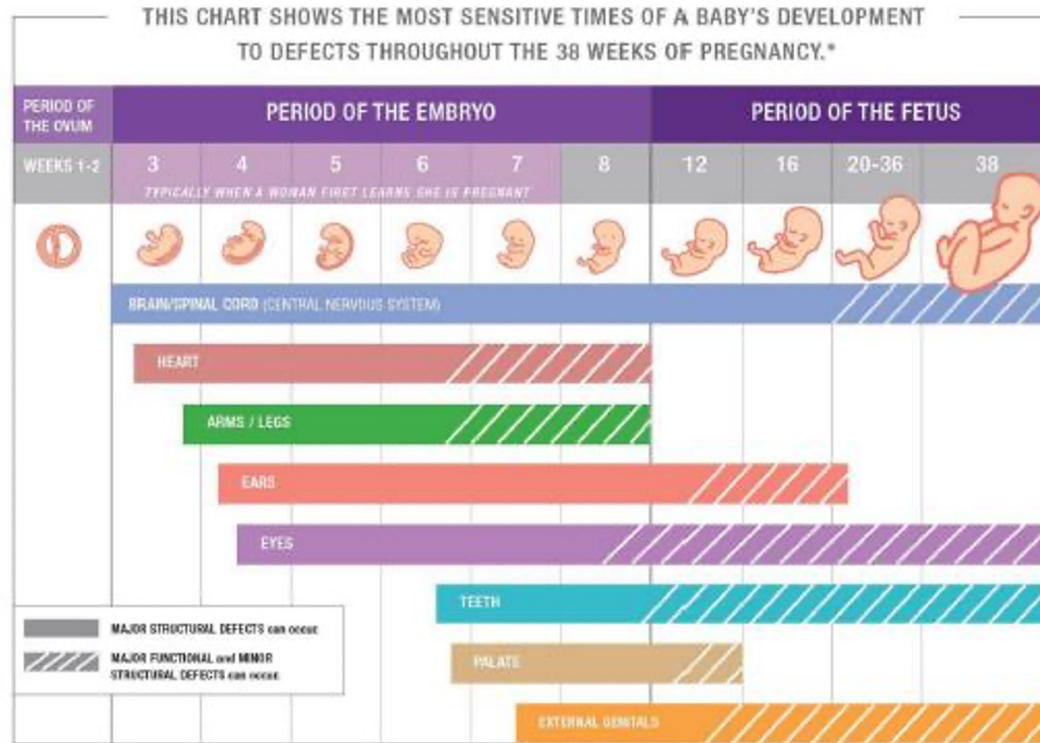 THIS CHART SHOWS THE MOST SENSITIVE TIMES OF A BABY'S DEVELOPMENT
TO DEFECTS THROUGHOUT THE 38 WEEKS OF PREGNANCY.*
PERIOD OF
THE OVUM
PERIOD OF THE EMBRYO
PERIOD OF THE FETUS
WEEKS 1-2
3
4
5
6
7
8
12
16
20-36
38
TYPICALLY WHEN A WOMAN FIRST LEARNS SHE IS PREGNANT
BRAIN/SPINAL CORD (CENTRAL NERVOUS SYSTEM)
HEART
ARMS / LEGS
EARS
EYES
TEETH
PALATE
EXTERNAL GENITALS
MAJOR STRUCTURAL DEFECTS can occur.
MAJOR FUNCTIONAL and MINOR
STRUCTURAL DEFECTS can occur.